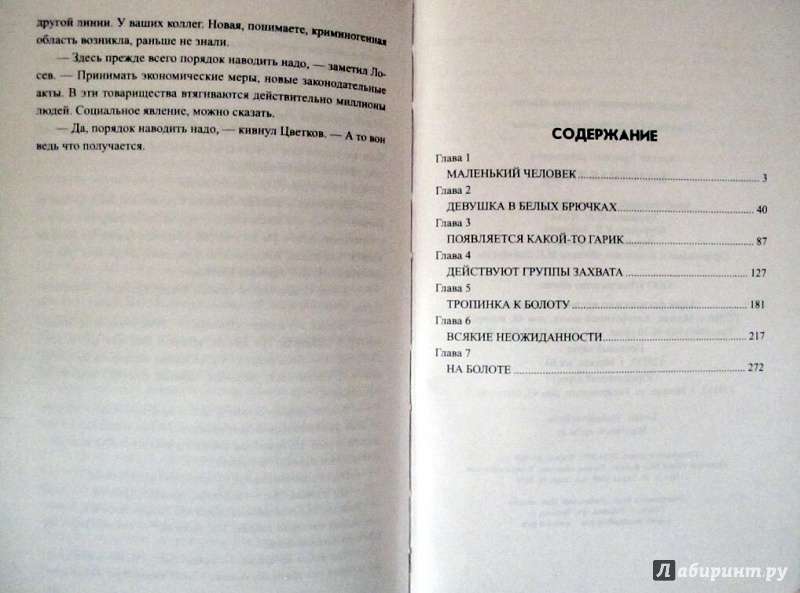 другой линии. У ваших коллег. Новая, понимаете, криминогенная
область возникла, раньше не знали.
— Здесь прежде всего порядок наводить надо, — заметил Ло-
сев. — Принимать экономические меры, новые законодательные
акты. В эти товарищества втягиваются действительно миллионы
людей. Социальное явление, можно сказать.
— Да, порядок наводить надо, — кивнул Цветков. — А то вон
ведь что получается.
СОДЕРЖАНИЕ
Глава 1
МАЛЕНЬКИЙ ЧЕЛОВЕК 3
Глава 2
ДЕВУШКА В БЕЛЫХ БРЮЧКАХ 40
Глава 3
ПОЯВЛЯЕТСЯ КАКОЙ-ТО ГАРИК 87
Глава 4
ДЕЙСТВУЮТ ГРУППЫ ЗАХВАТА 127
Глава 5
ТРОПИНКА К БОЛОТУ 181
Глава 6
ВСЯКИЕ НЕОЖИДАННОСТИ 217
Глава 7
НА БОЛОТЕ 272
Лабиринт.ру